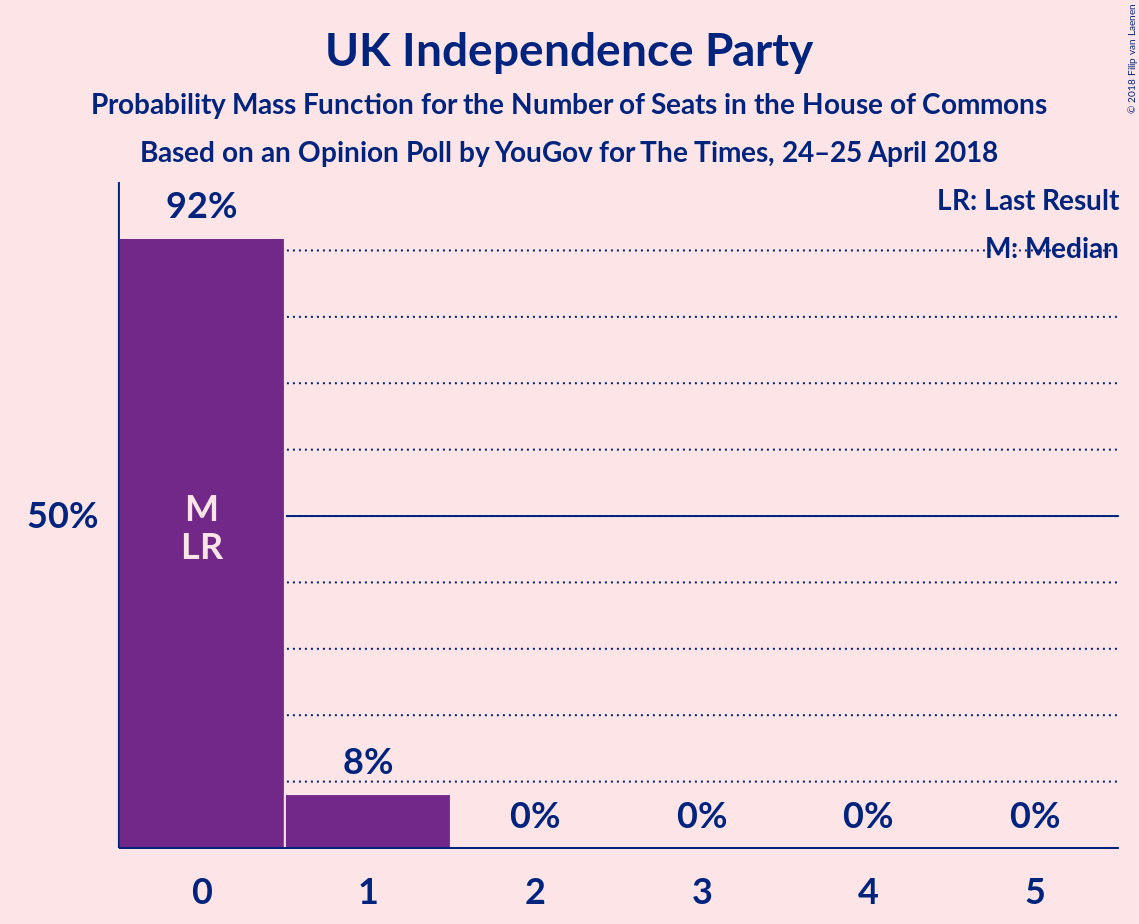 UK Independence Party
Probability Mass Function for the Number of Seats in the House of Commons
Based on an Opinion Poll by YouGov for The Times, 24–25 April 2018
© 2018 Filip van Laenen
LR: Last Result
M: Median
92%
50%
M
LR
8%
0%
0%
0%
0%
0
1
2
3
4
5